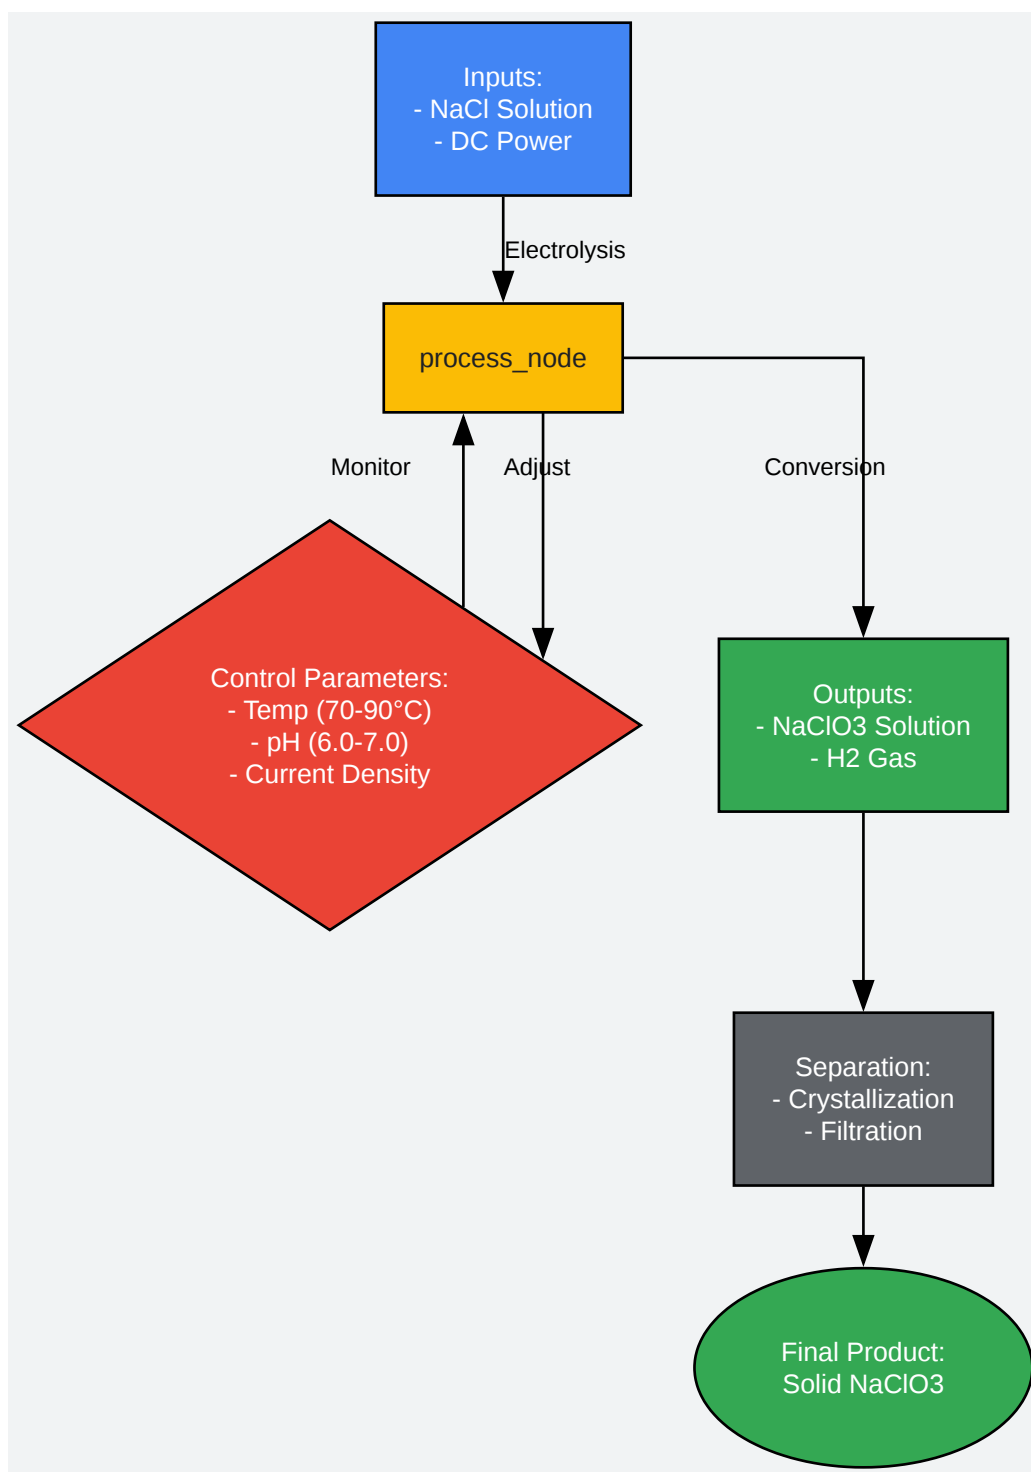 Inputs:
- NaCl Solution
- DC Power
Electrolysis
process_node
Monitor
Adjust
Conversion
Control Parameters:
- Temp (70-90°C)
- pH (6.0-7.0)
- Current Density
Outputs:
- NaClO3 Solution
- H2 Gas
Separation:
- Crystallization
- Filtration
Final Product:
Solid NaClO3